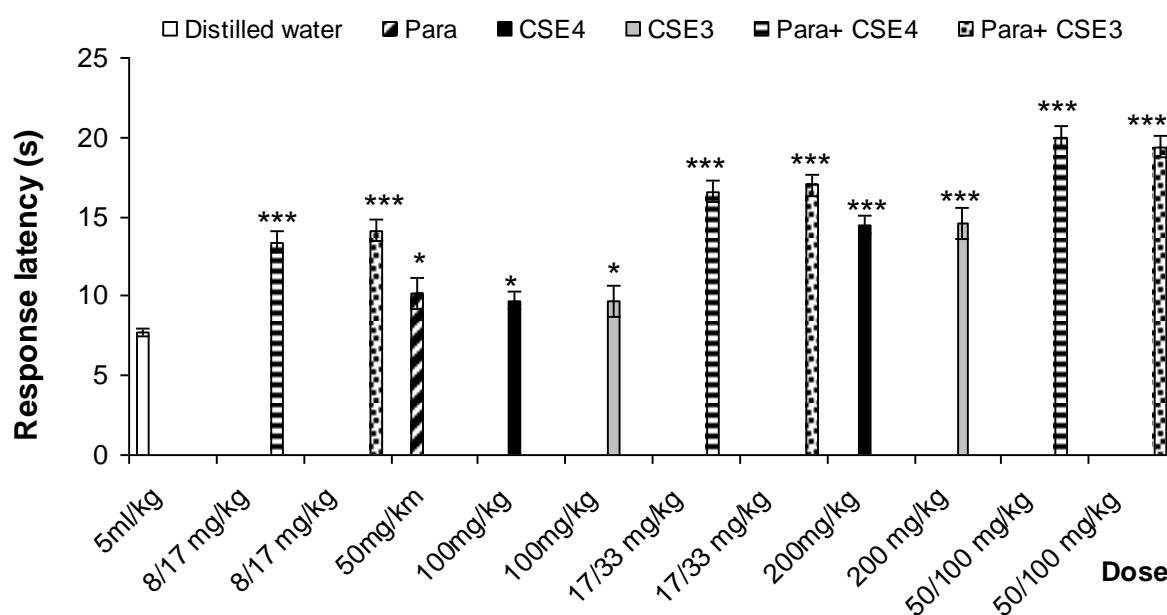 Distilled water Para CSE4 CSE3 Para+ CSE4 Para+ CSE3
25
20
15
10
5
0
Response latency (s)
***
***
*
*
*
***
***
***
***
***
***
5ml/kg
8/17 mg/kg
8/17 mg/kg
50mg/km
100mg/kg
100mg/kg
17/33 mg/kg
17/33 mg/kg
200mg/kg
200 mg/kg
50/100 mg/kg
50/100 mg/kg
Dose